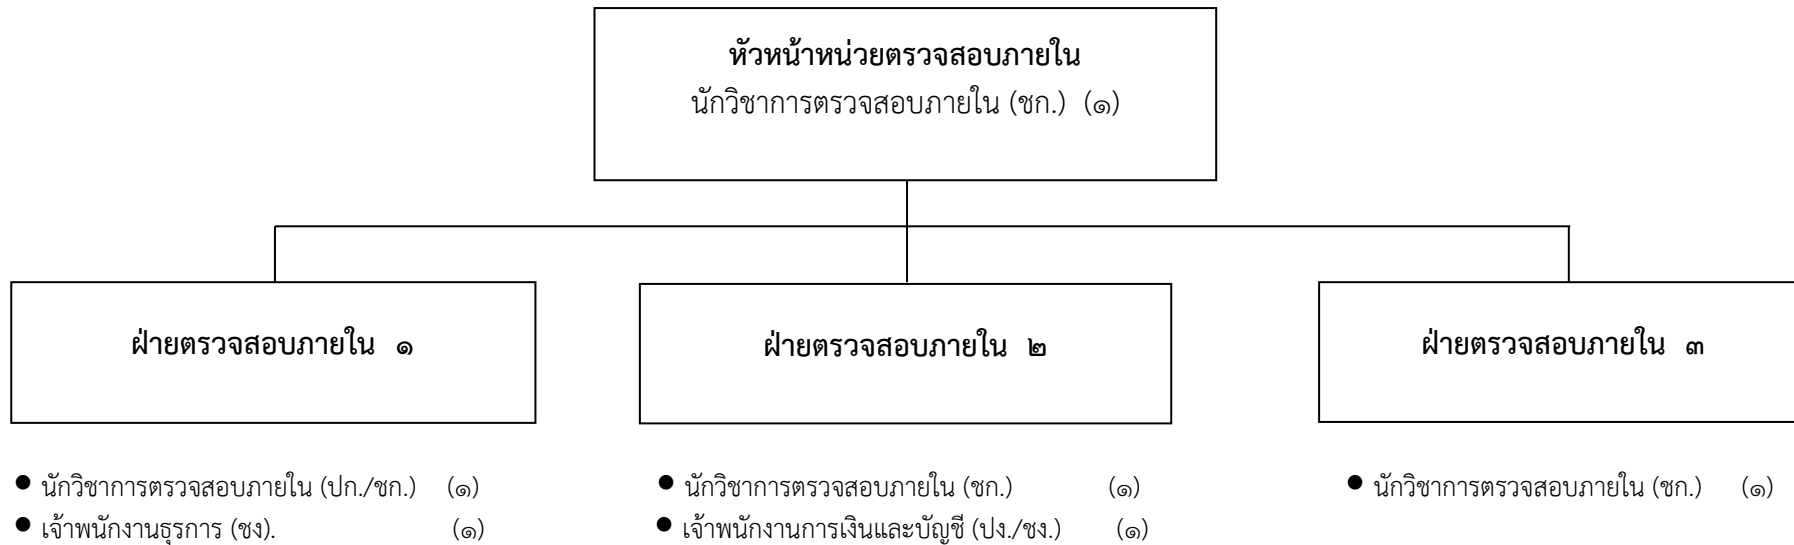 หัวหน้าหน่วยตรวจสอบภายใน
นักวิชาการตรวจสอบภายใน (ชก.) (๑)
ฝ่ายตรวจสอบภายใน ๑
ฝ่ายตรวจสอบภายใน ๒
ฝ่ายตรวจสอบภายใน ๓
● นักวิชาการตรวจสอบภายใน (ปก./ชก.) (๑)
● เจ้าพนักงานธุรการ (ชง). (๑)
● นักวิชาการตรวจสอบภายใน (ชก.) (๑)
● เจ้าพนักงานการเงินและบัญชี (ปง./ชง.) (๑)
● นักวิชาการตรวจสอบภายใน (ชก.) (๑)